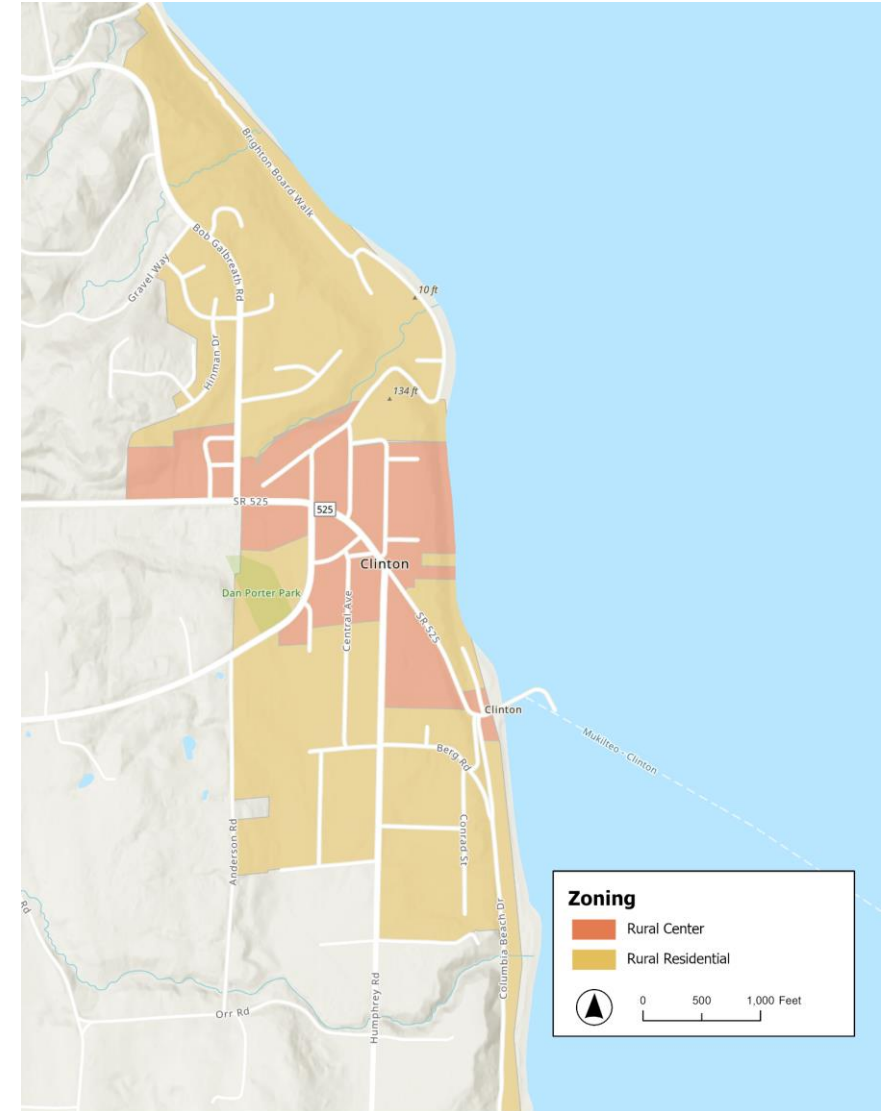 Brighton Board Walk
Bob Galbreath Rd
Gravel Way
10 ft
Hinman Dr
134 ft
SR 525
525
Clinton
Dan Porter Park
Central Ave
SR 525
Clinton
Mukilteo - Clinton
Berg Rd
Conrad St
Anderson Rd
Rd
Columbia Beach Dr
Humphrey Rd
Orr Rd
Zoning
Rural Center
Rural Residential
0 500 1,000 Feet